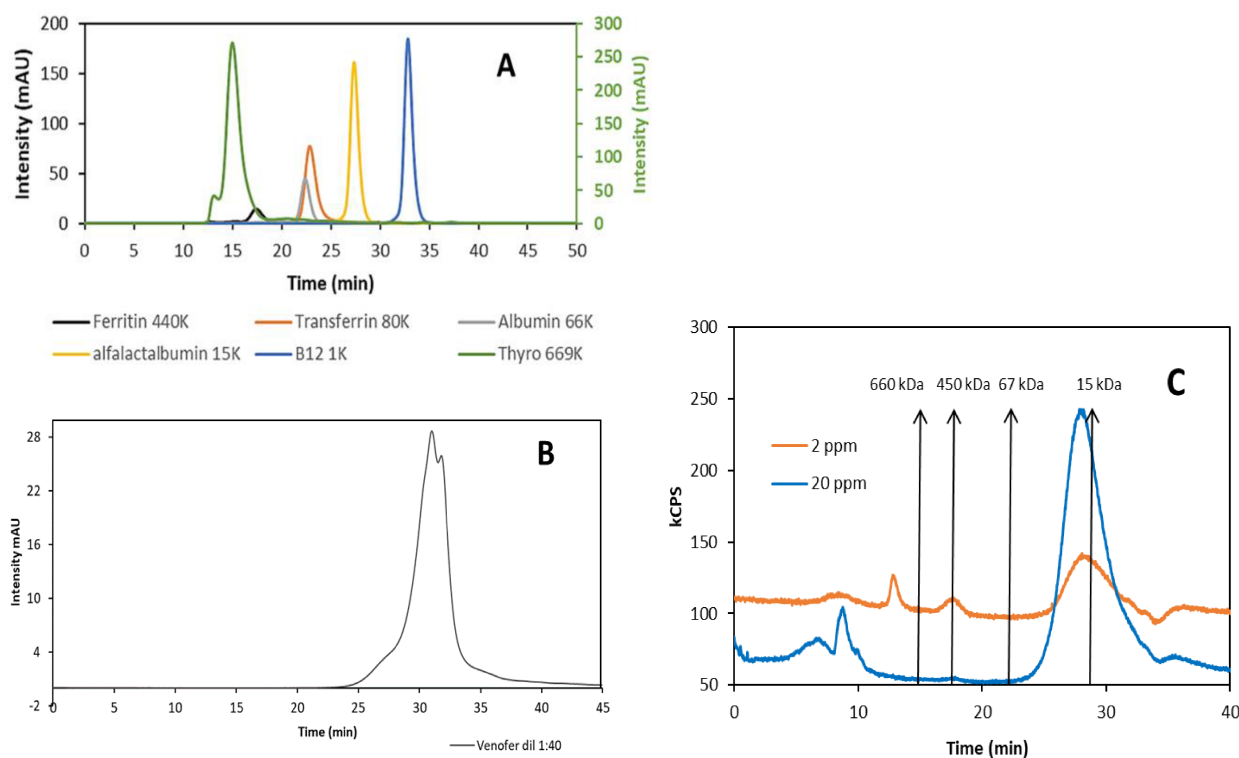 A
Intensity (mAU)
200
150
100
50
0
300
250
200
150
100
50
0
Intensity (mAU)
0 5 10 15 20 25 30 35 40 45 50
Time (min)
Ferritin 440K Transferrin 80K Albumin 66K
alfalactalbumin 15K B12 1K Thyro 669K
B
Intensity mAU
28
22
16
10
4
-2
0 5 10 15 20 25 30 35 40 45
Time (min)
Venofer dil 1:40
C
kCPS
300
250
200
150
100
50
660 kDa 450 kDa 67 kDa 15 kDa
2 ppm
20 ppm
0 10 20 30 40
Time (min)